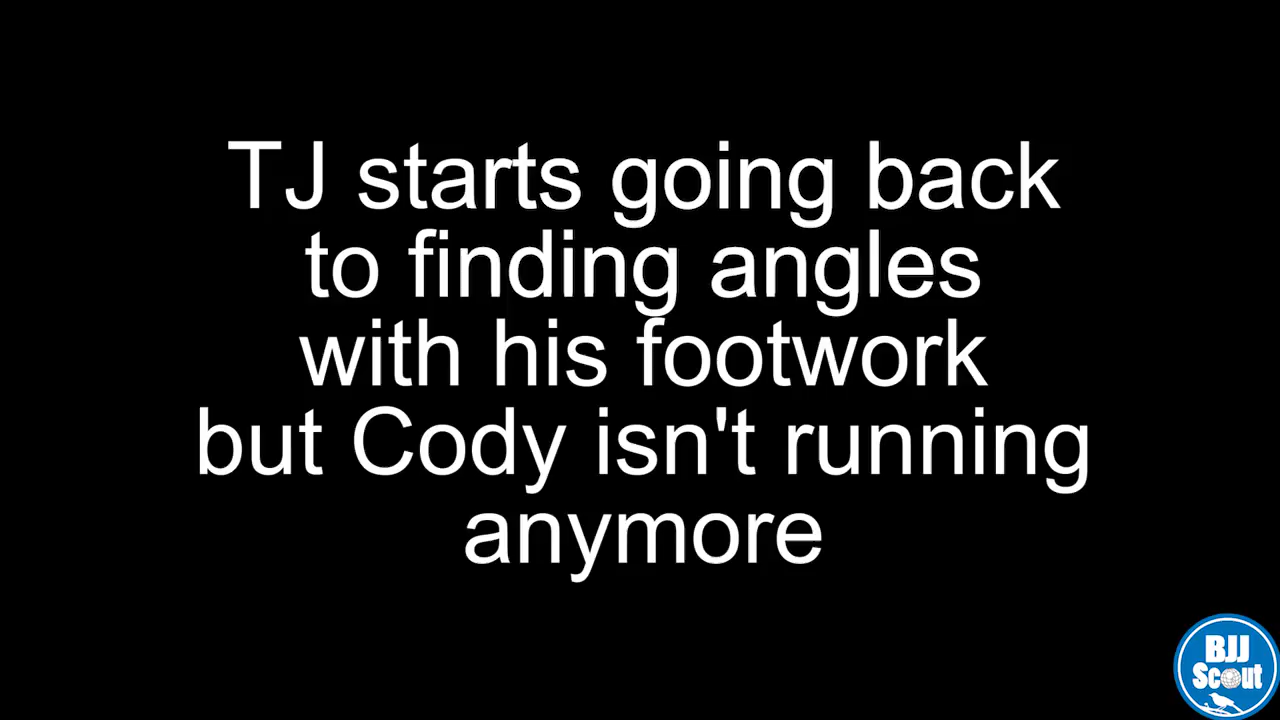 TJ starts going back
to finding angles
with his footwork
but Cody isn't running
anymore
BJJ
Scout